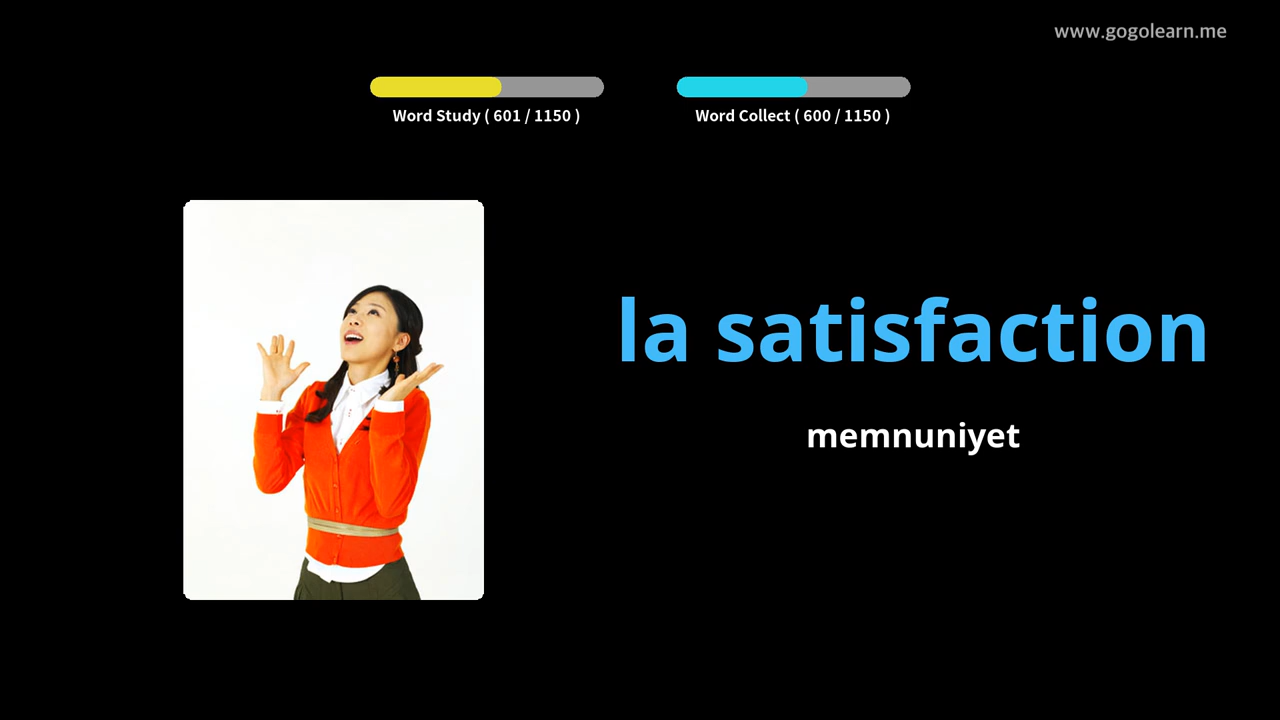 www.gogolearn.me
Word Study ( 601 / 1150 )
Word Collect ( 600 / 1150 )
la satisfaction
memnuniyet